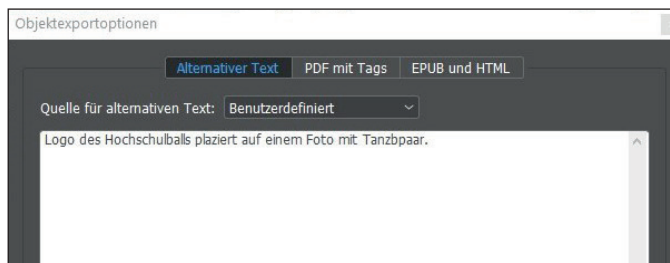 Objektexportoptionen
Alternativer Text PDF mit Tags EPUB und HTML
Quelle für alternativen Text: Benutzerdefiniert
Logo des Hochschulballs plaziert auf einem Foto mit Tanzbpaar.